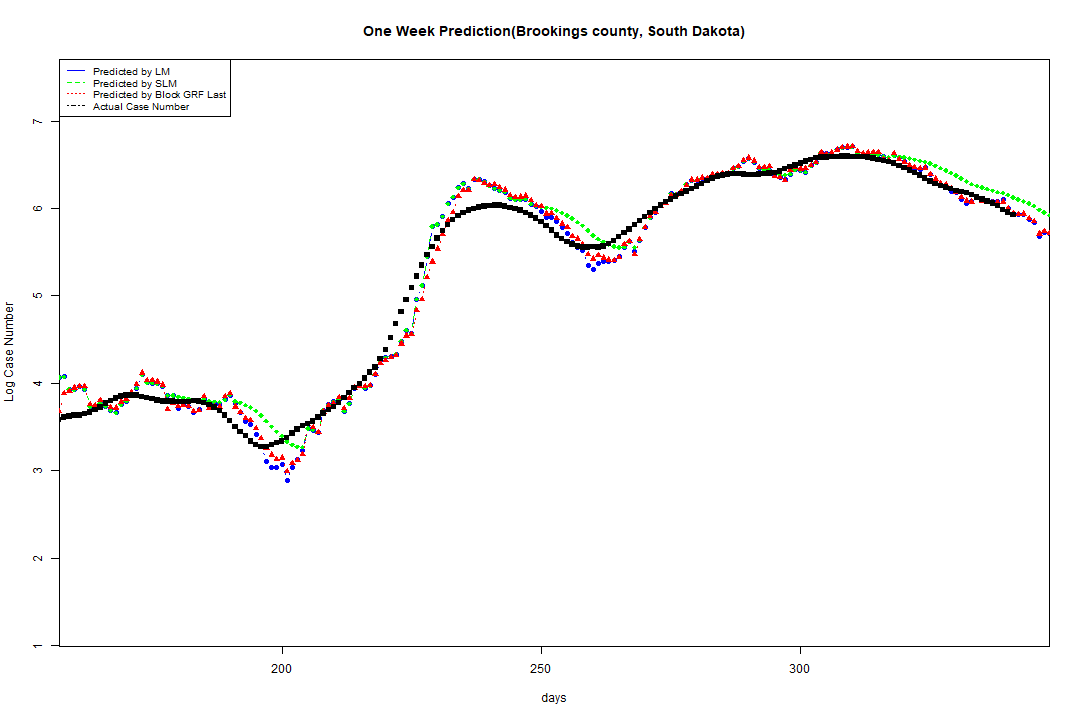 One Week Prediction(Brookings county, South Dakota)
Predicted by LM
Predicted by SLM
Predicted by Block GRF Last
Actual Case Number
7
6
5
4
3
2
1
Log Case Number
200 250 300
days